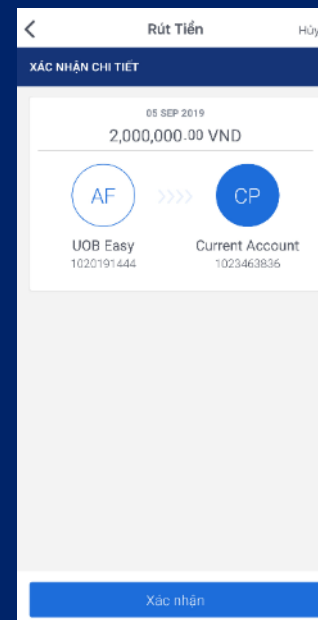 Rút Tiền
Hủy
XÁC NHẬN CHI TIẾT
05 SEP 2019
2,000,000.00 VND
AF
CP
UOB Easy
Current Account
1020191444
1023463836
Xác nhận